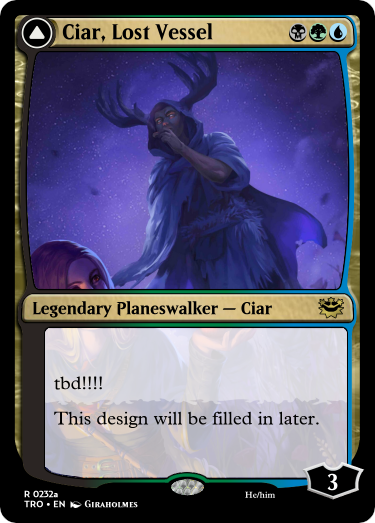 Ciar, Lost Vessel
Legendary Planeswalker — Ciar
tbd!!!!
This design will be filled in later.
3
R 0232a
He/him
TRO • EN GIRAHOLMES